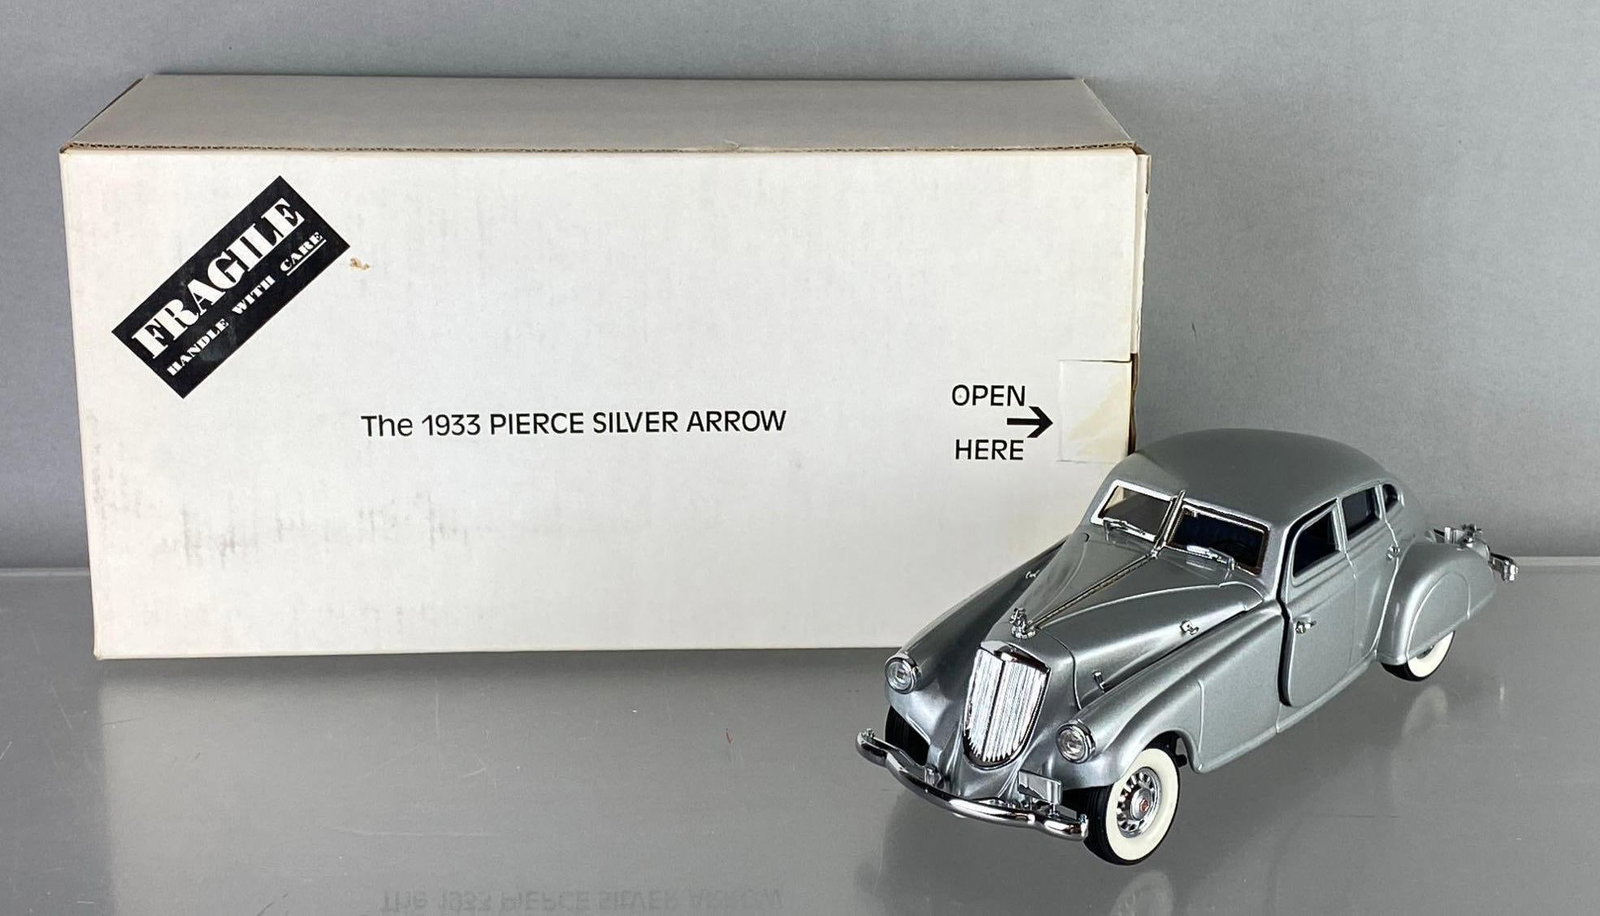 FRAGILE
HANDLE WITH CARE
The 1933 PIERCE SILVER ARROW
OPEN
HERE